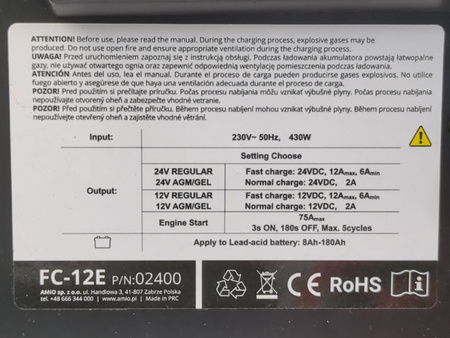 ATTENTION! Before use, please read the manual. During the charging process, explosive gases may be
produced. Do not use open fire and ensure appropriate ventilation during the charging process.
UWAGA! Przed uruchomieniem zapoznaj się z instrukcją obsługi. Podczas ładowania akumulatora powstają łatwopalne
gazy, nie używać otwartego ognia oraz zapewnić odpowiednią wentylację pomieszczenia podczas ładowania.
ATENCIÓN Antes del uso, lea el manual. Durante el proceso de carga pueden producirse gases explosivos. No utilice
fuego abierto y asegúrese de que haya una ventilación adecuada durante el proceso de carga.
POZOR! Před použitím si prečítajte príručku. Počas procesu nabíjania môžu vznikať výbušné plyny. Počas procesu nabíjania
nepoužívajte otvorený oheň a zabezpečte vhodné vetranie.
POZOR! Před použitím si přečtěte příručku. Během procesu nabíjení mohou vznikat výbušné plyny. Během procesu nabíjení
nepoužívejte otevřený oheň a zajistěte vhodné větrání.
Input: 230V~ 50Hz, 430W
Output: Setting Choose
24V REGULAR Fast charge: 24VDC, 12Amax, 6Amin
24V AGM/GEL Normal charge: 24VDC, 2A
12V REGULAR Fast charge: 12VDC, 12Amax, 6Amin
12V AGM/GEL Normal charge: 12VDC, 2A
Engine Start 75Amax
3s ON, 180s OFF, Max. 5cycles
Apply to Lead-acid battery: 8Ah-180Ah
FC-12E P/N:02400
AMIO sp. z o.o. ul. Handlowa 3, 41-807 Zabrze Polska
tel. +48 666 344 000 | www.amio.pl | Made in PRC
CE RoHS